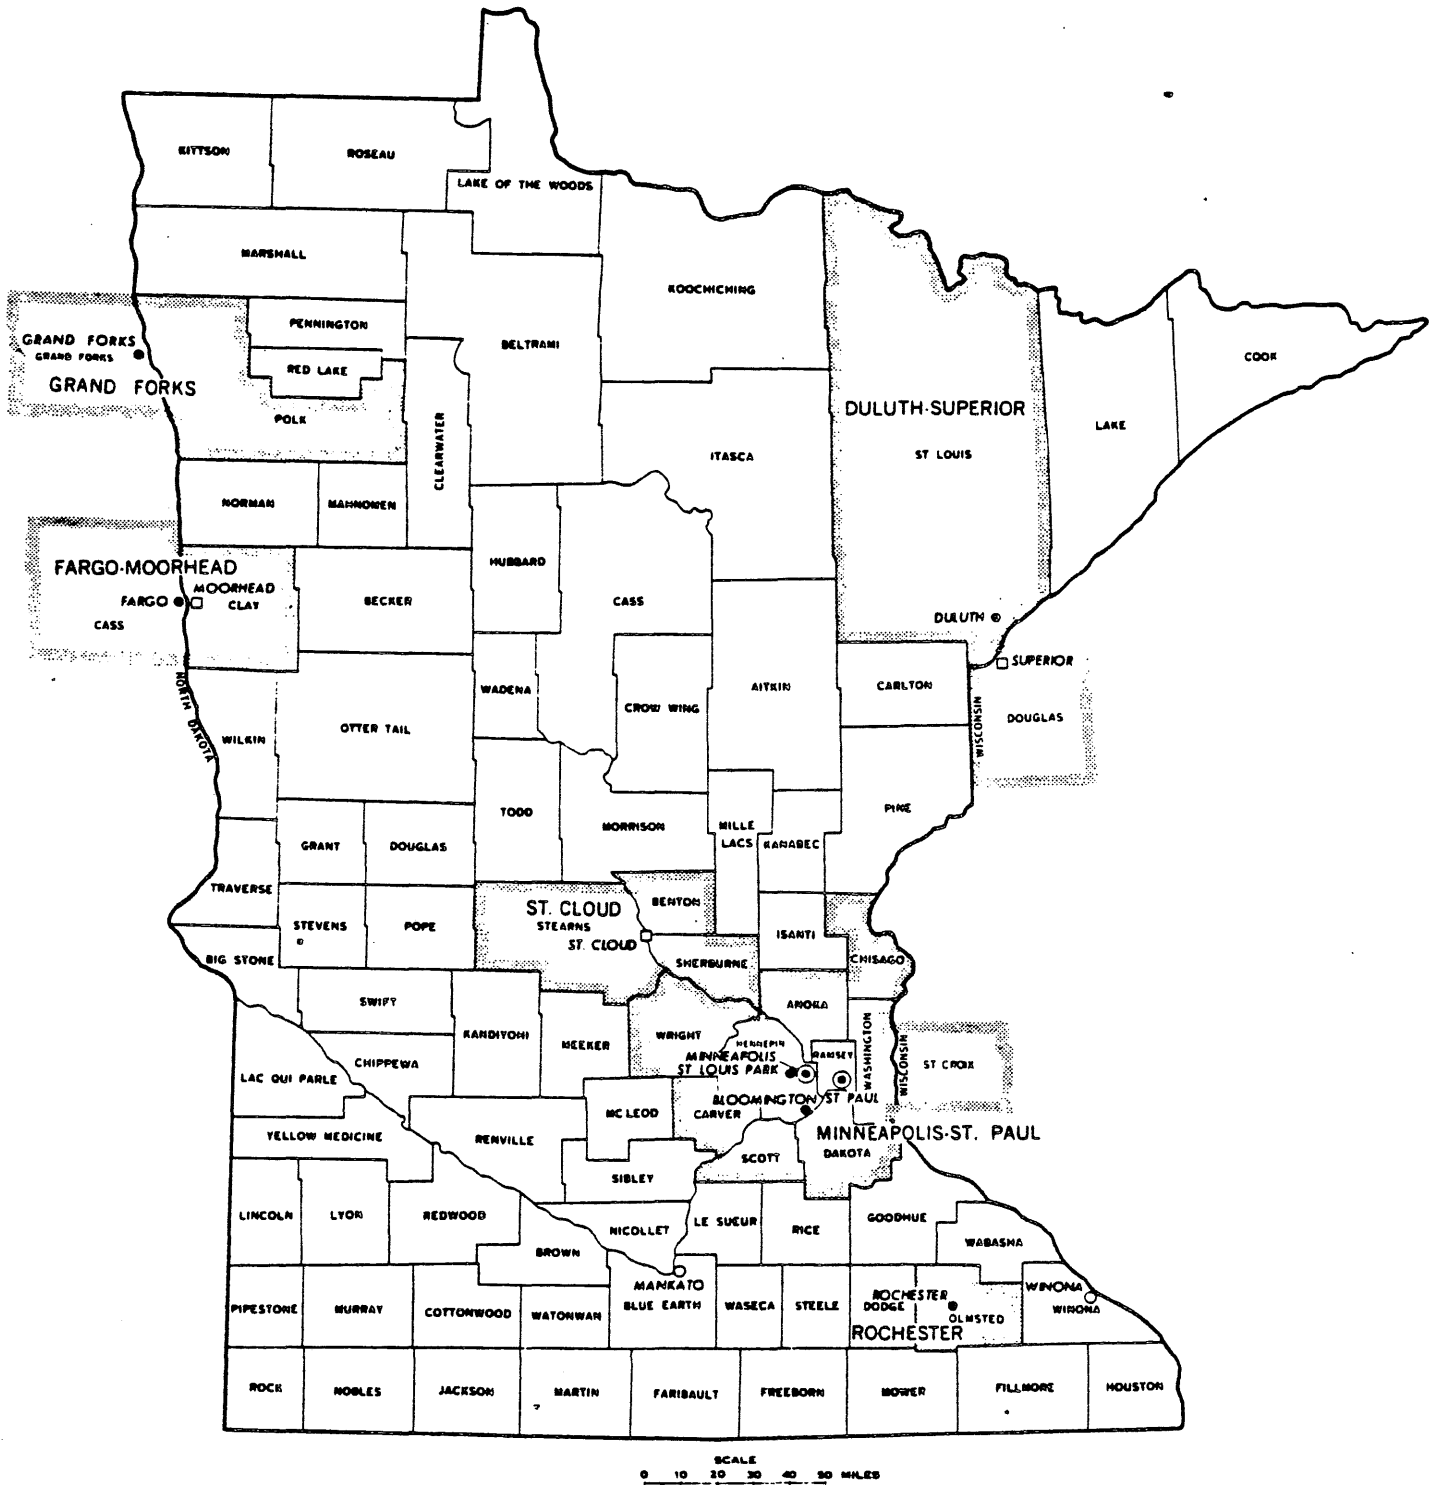 KITTSON
ROSEAU
LAKE OF THE WOODS
MARSHALL
KOOCHICHING
PENNINGTON
GRAND FORKS
GRAND FORKS
BELTRAMI
COOK
RED LAKE
GRAND FORKS
DULUTH-SUPERIOR
POLK
LAKE
CLEARWATER
ITASCA
ST LOUIS
NORMAN
MAHNOMEN
HUBBARD
FARGO-MOORHEAD
MOORHEAD
FARGO
CLAY
BECKER
CASS
CASS
DULUTH
SUPERIOR
NORTH DAKOTA
WADENA
AITKIN
CARLTON
CROW WING
DOUGLAS
WISCONSIN
WILKIN
OTTER TAIL
TODD
MORRISON
MILLE
LACS
KANABEC
PINE
GRANT
DOUGLAS
TRAVERSE
STEVENS
POPE
ST. CLOUD
STEARNS
ST. CLOUD
BENTON
ISANTI
BIG STONE
SHERBURNE
CHISAGO
SWIFT
ANOKA
KANDIYOHI
WRIGHT
MEEKER
HENNEPIN
WASHINGTON
WISCONSIN
MINNEAPOLIS
RAMSEY
ST LOUIS PARK
ST CROIX
CHIPPEWA
LAC QUI PARLE
BLOOMINGTON
ST PAUL
MC LEOD
CARVER
MINNEAPOLIS-ST. PAUL
YELLOW MEDICINE
RENVILLE
DAKOTA
SCOTT
SIBLEY
LINCOLN
LYON
REDWOOD
NICOLLET
LE SUEUR
RICE
GOODHUE
WABASHA
BROWN
MANKATO
ROCHESTER
WINONA
PIPESTONE
MURRAY
COTTONWOOD
WATONWAN
BLUE EARTH
WASECA
STEELE
DODGE
OLMSTED
WINONA
ROCHESTER
ROCK
NOBLES
JACKSON
MARTIN
FARIBAULT
FREEBORN
MOWER
FILLMORE
HOUSTON
SCALE
0 10 20 30 40 50 MILES